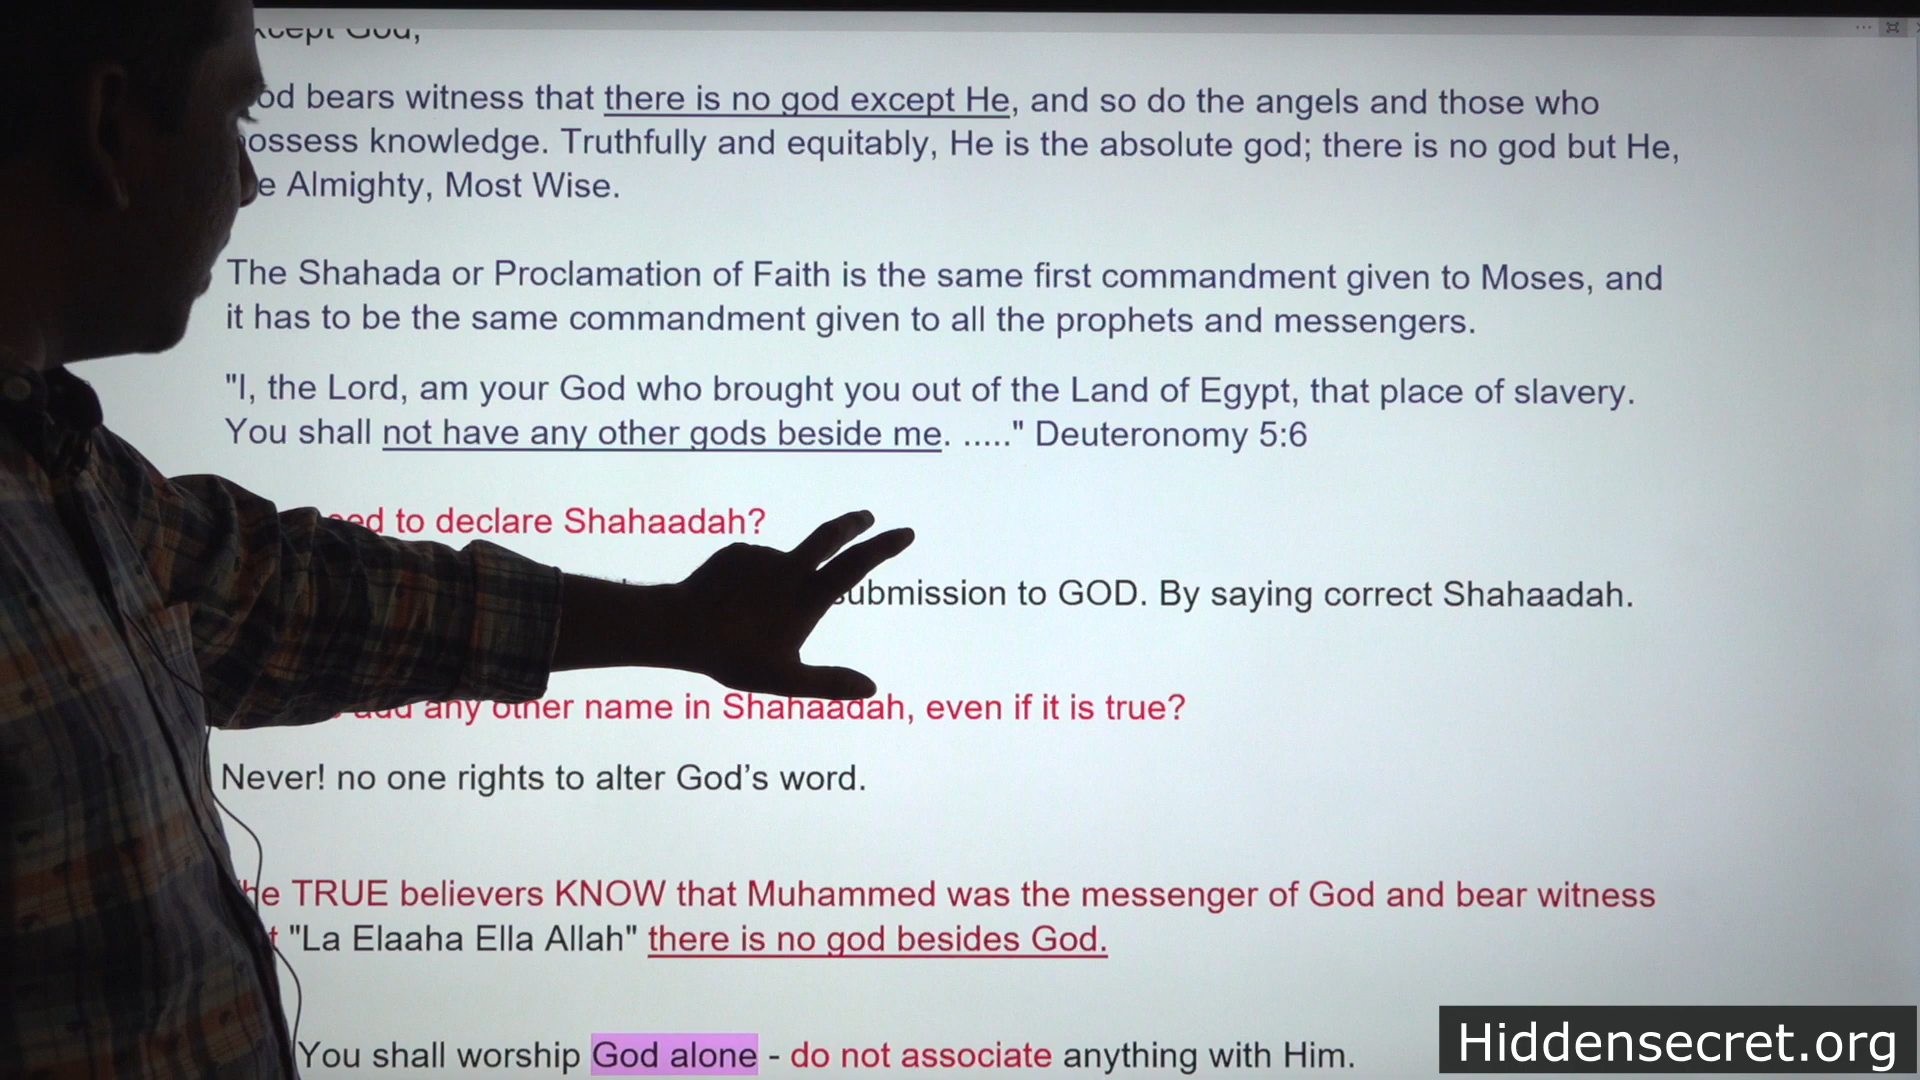 God,
bears witness that there is no god except He, and so do the angels and those who
knowledge. Truthfully and equitably, He is the absolute god; there is no god but He,
Almighty, Most Wise.
The Shahada or Proclamation of Faith is the same first commandment given to Moses, and
it has to be the same commandment given to all the prophets and messengers.
"I, the Lord, am your God who brought you out of the Land of Egypt, that place of slavery.
You shall not have any other gods beside me. ....." Deuteronomy 5:6
to declare Shahaadah?
submission to GOD. By saying correct Shahaadah.
add any other name in Shahaadah, even if it is true?
Never! no one rights to alter God’s word.
TRUE believers KNOW that Muhammed was the messenger of God and bear witness
"La Elaaha Ella Allah" there is no god besides God.
You shall worship God alone - do not associate anything with Him.
Hiddensecret.org